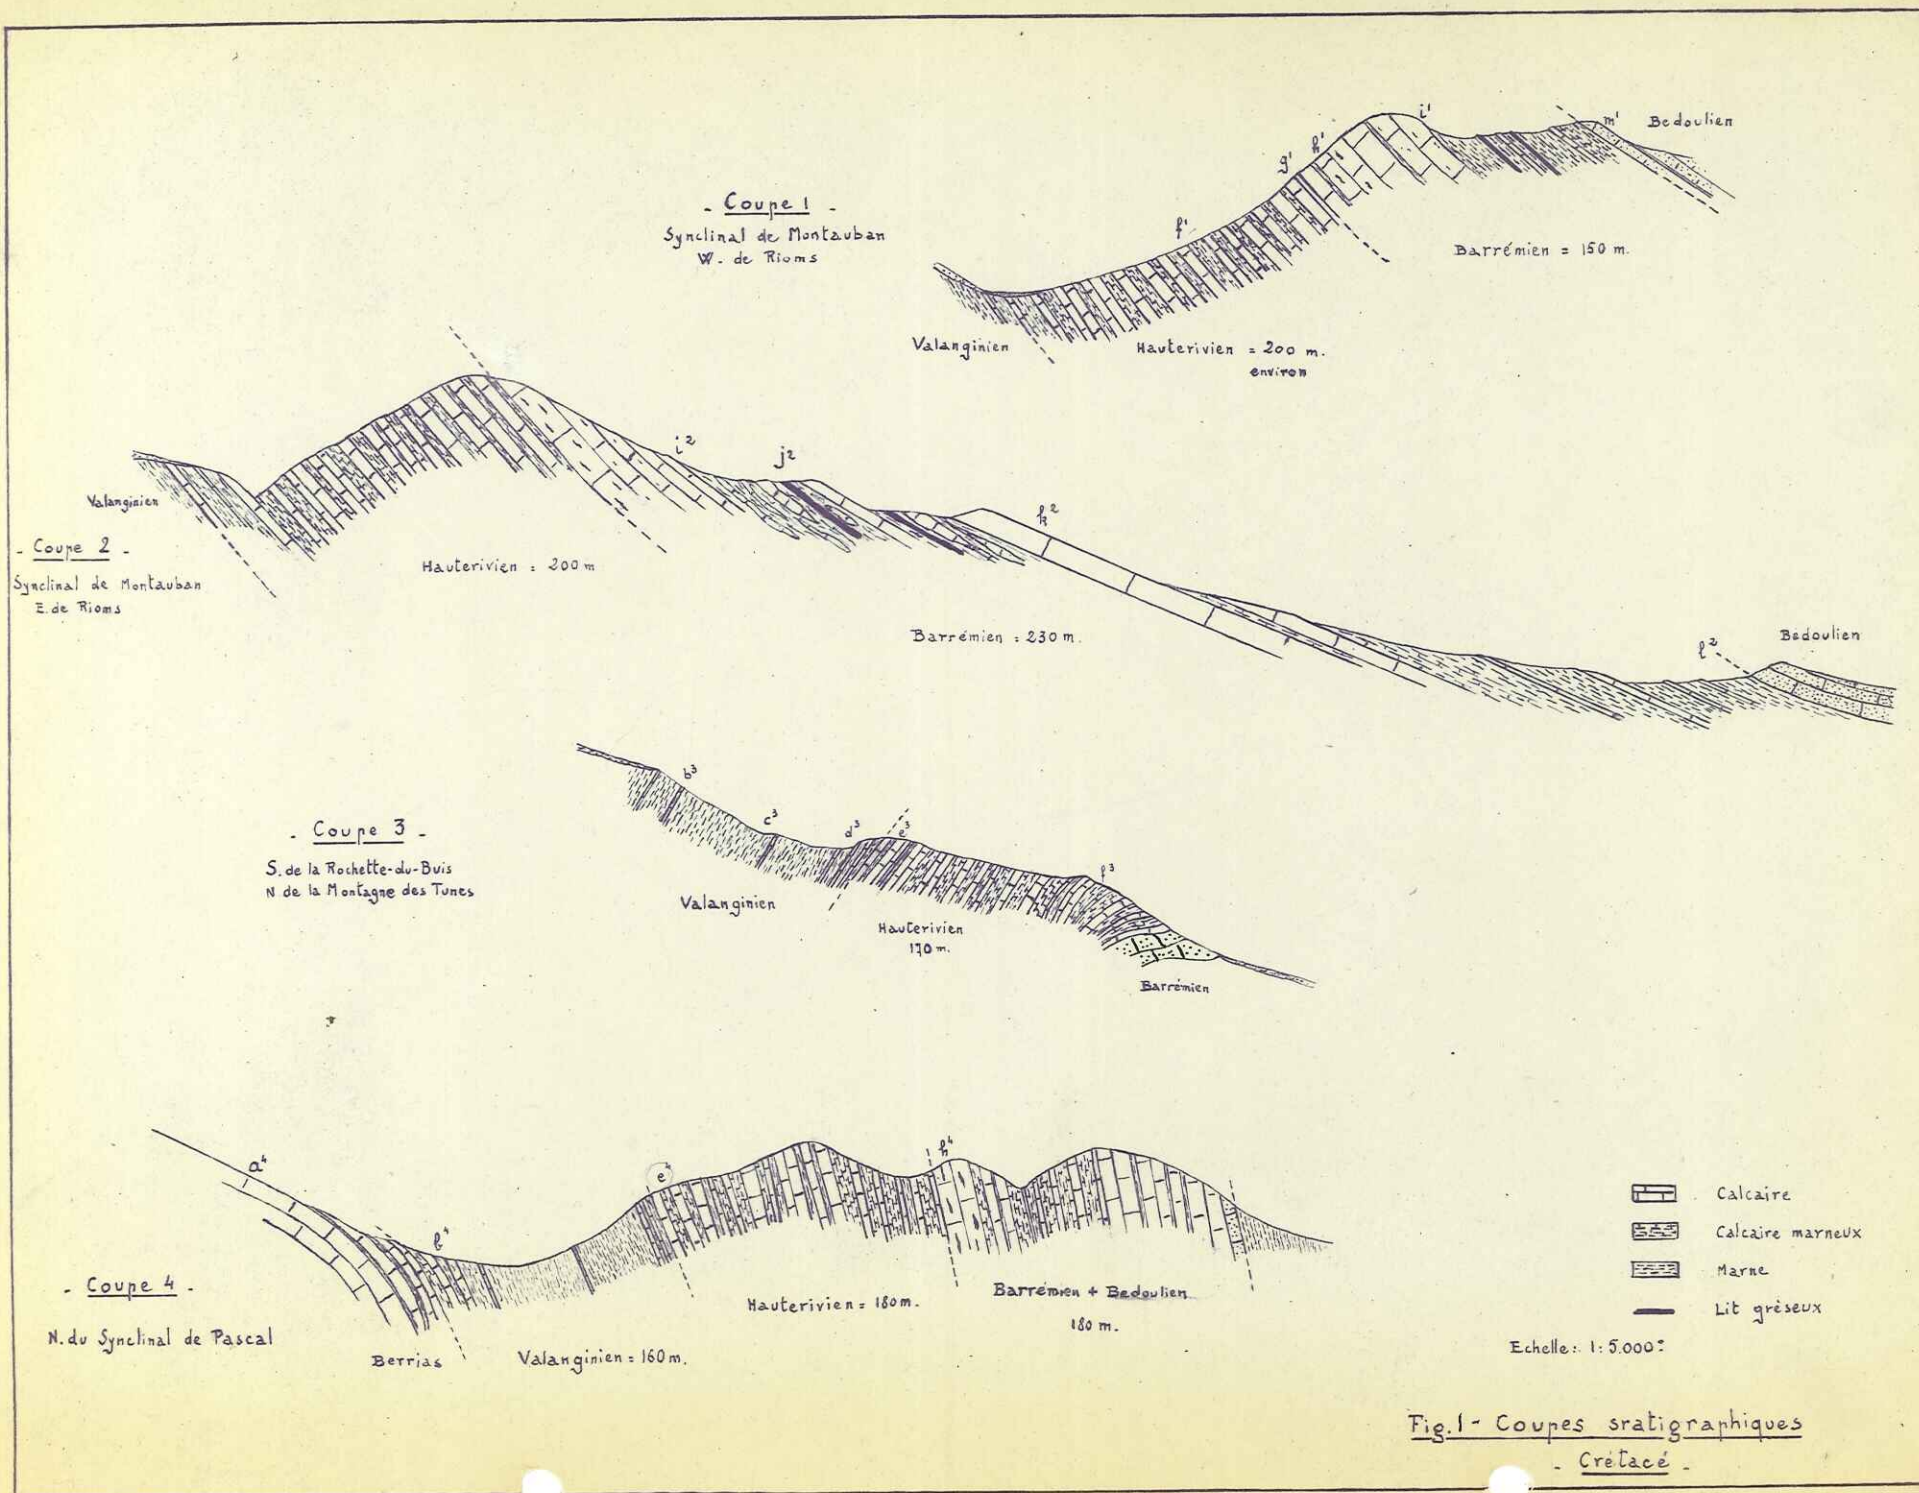 - Coupe 1 -
Synclinal de Montauban
W. de Rioms
f'
g'
h'
i'
m'
Bedoulien
Barrémien = 150 m.
Valanginien
Hauterivien = 200 m.
environ
- Coupe 2 -
Synclinal de Montauban
E. de Rioms
Valanginien
Hauterivien = 200 m
i²
j²
k²
l²
Barrémien = 230 m.
Bédoulien
- Coupe 3 -
S. de la Rochette-du-Buis
N de la Montagne des Tunes
b³
c³
d³
e³
f³
Valanginien
Hauterivien
170 m.
Barrémien
- Coupe 4 -
N. du Synclinal de Pascal
a⁴
b⁴
e⁴
h⁴
Berrias
Valanginien = 160 m.
Hauterivien = 180 m.
Barrémien + Bedoulien
180 m.
Calcaire
Calcaire marneux
Marne
Lit gréseux
Echelle: 1: 5.000e
Fig. 1 - Coupes sratigraphiques
- Crétacé -